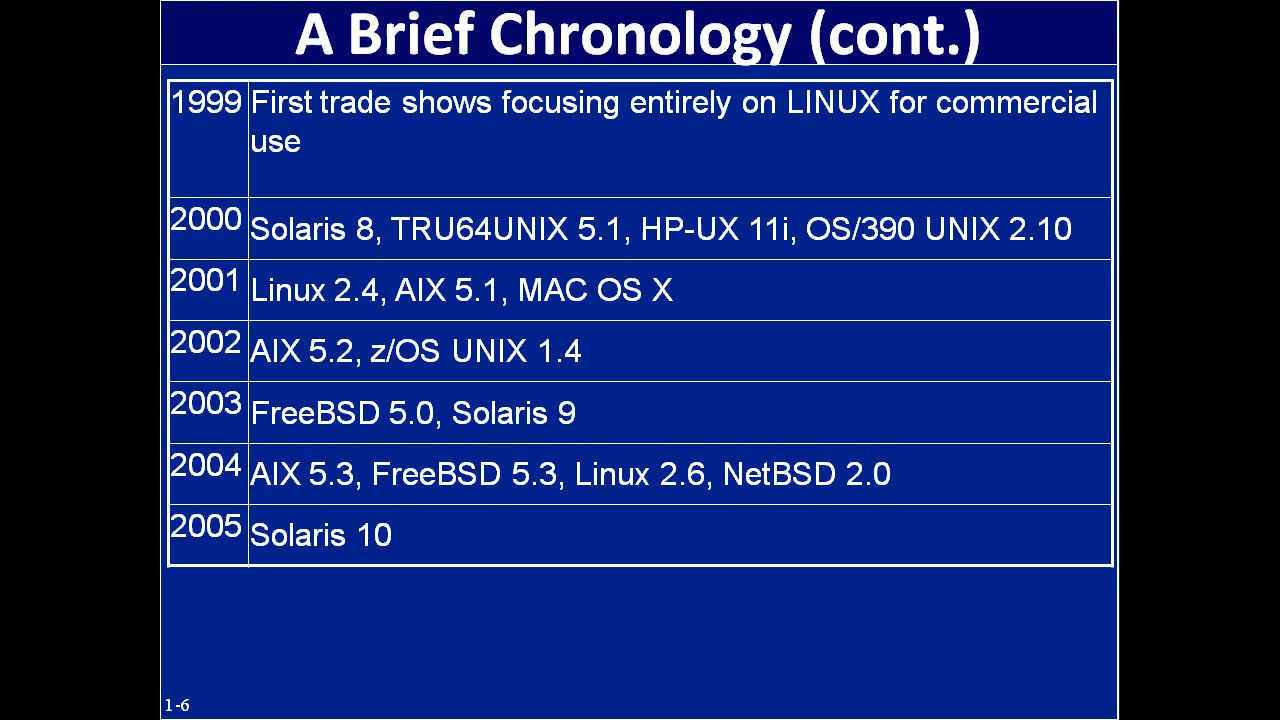 A Brief Chronology (cont.)
1999 First trade shows focusing entirely on LINUX for commercial
use
2000 Solaris 8, TRU64UNIX 5.1, HP-UX 11i, OS/390 UNIX 2.10
2001 Linux 2.4, AIX 5.1, MAC OS X
2002 AIX 5.2, z/OS UNIX 1.4
2003 FreeBSD 5.0, Solaris 9
2004 AIX 5.3, FreeBSD 5.3, Linux 2.6, NetBSD 2.0
2005 Solaris 10
1-6